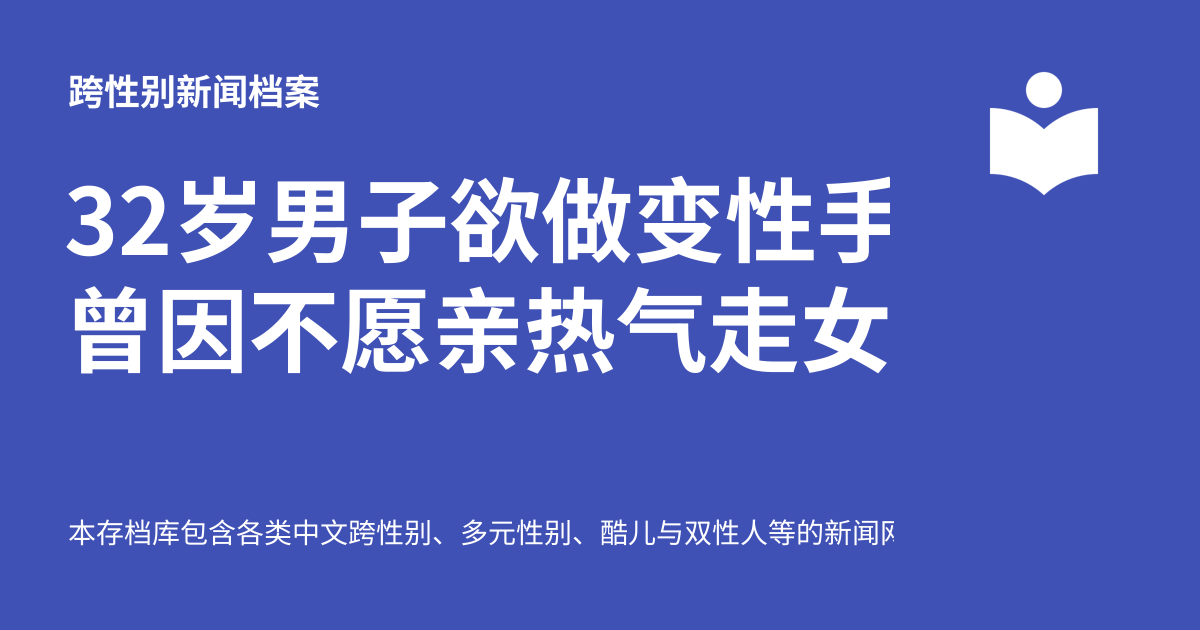 跨性别新闻档案
32岁男子欲做变性手
曾因不愿亲热气走女
本存档库包含各类中文跨性别、多元性别、酷儿与双性人等的新闻网